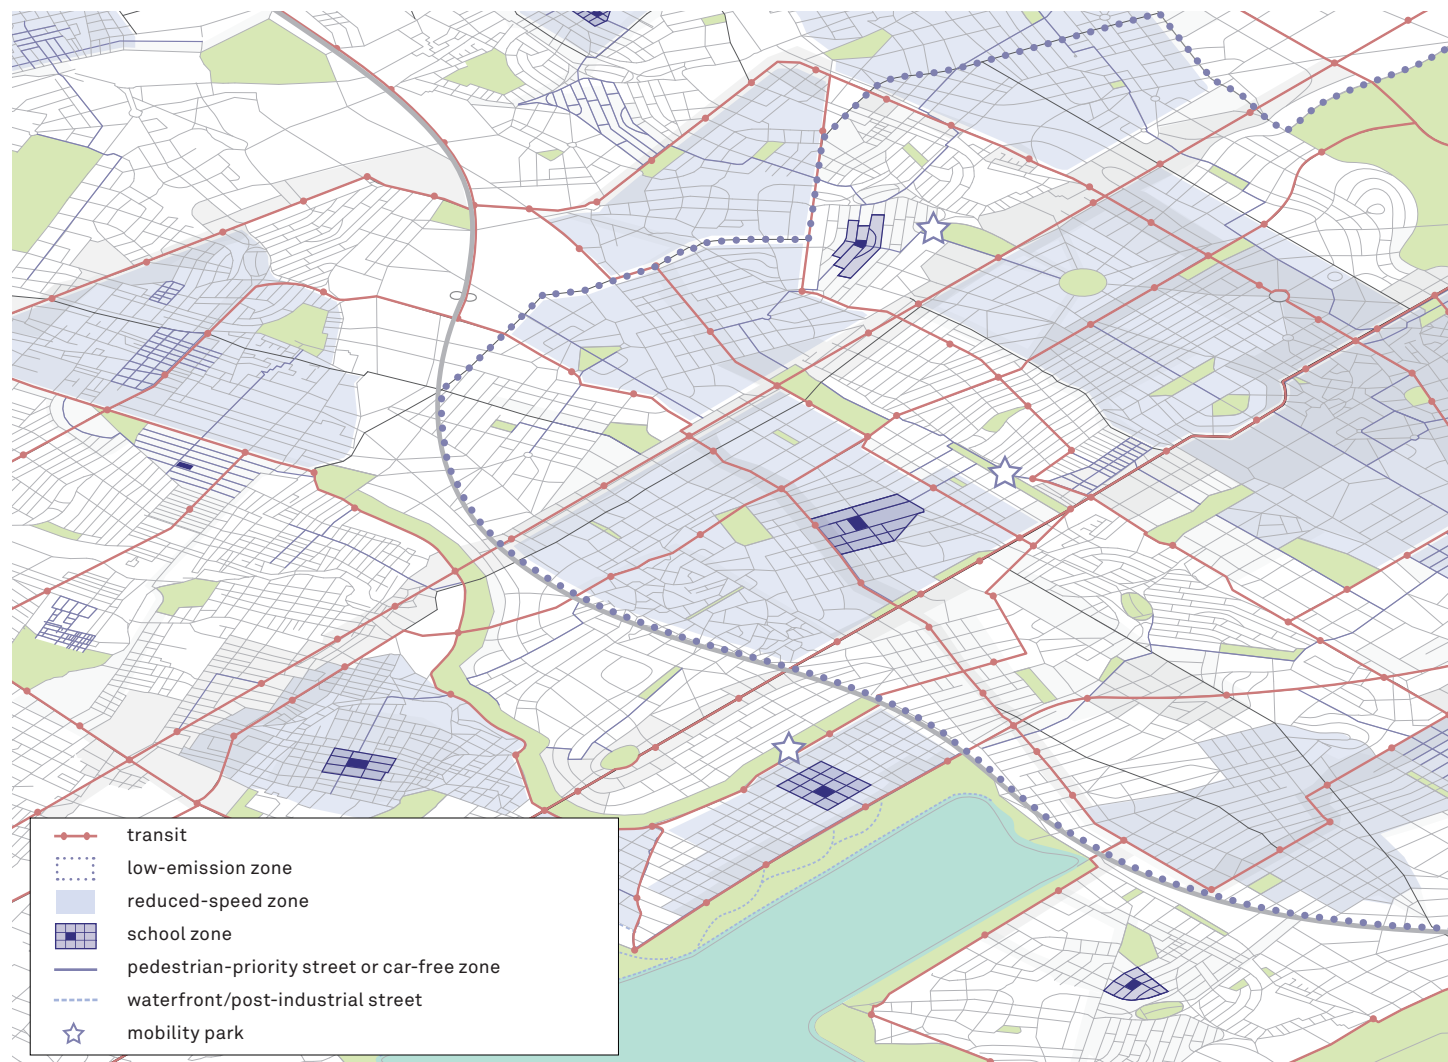 transit
low-emission zone
reduced-speed zone
school zone
pedestrian-priority street or car-free zone
waterfront/post-industrial street
mobility park